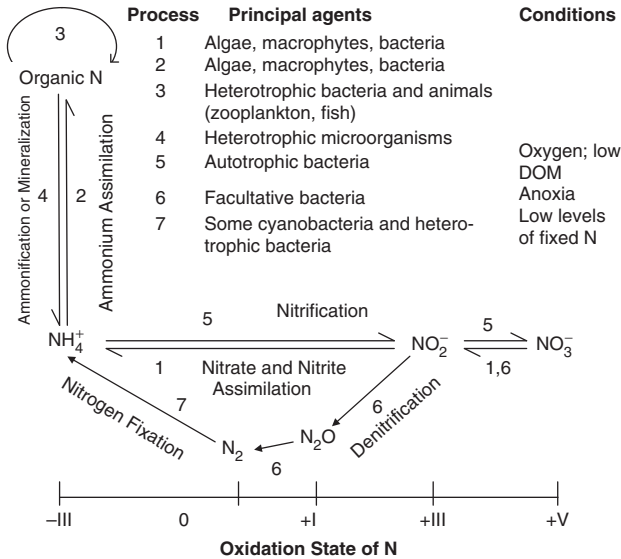 Process Principal agents Conditions
1 Algae, macrophytes, bacteria
2 Algae, macrophytes, bacteria
3 Heterotrophic bacteria and animals
(zooplankton, fish)
4 Heterotrophic microorganisms
5 Autotrophic bacteria
6 Facultative bacteria
7 Some cyanobacteria and hetero-
trophic bacteria
Oxygen; low
DOM
Anoxia
Low levels
of fixed N
3
Organic N
Ammonification or Mineralization
4
2
Ammonium Assimilation
5
Nitrification
NH₄⁺
NO₂⁻
5
NO₃⁻
1
Nitrate and Nitrite
Assimilation
1,6
7
Nitrogen Fixation
6
Denitrification
N₂O
N₂
6
–III 0 +I +III +V
Oxidation State of N